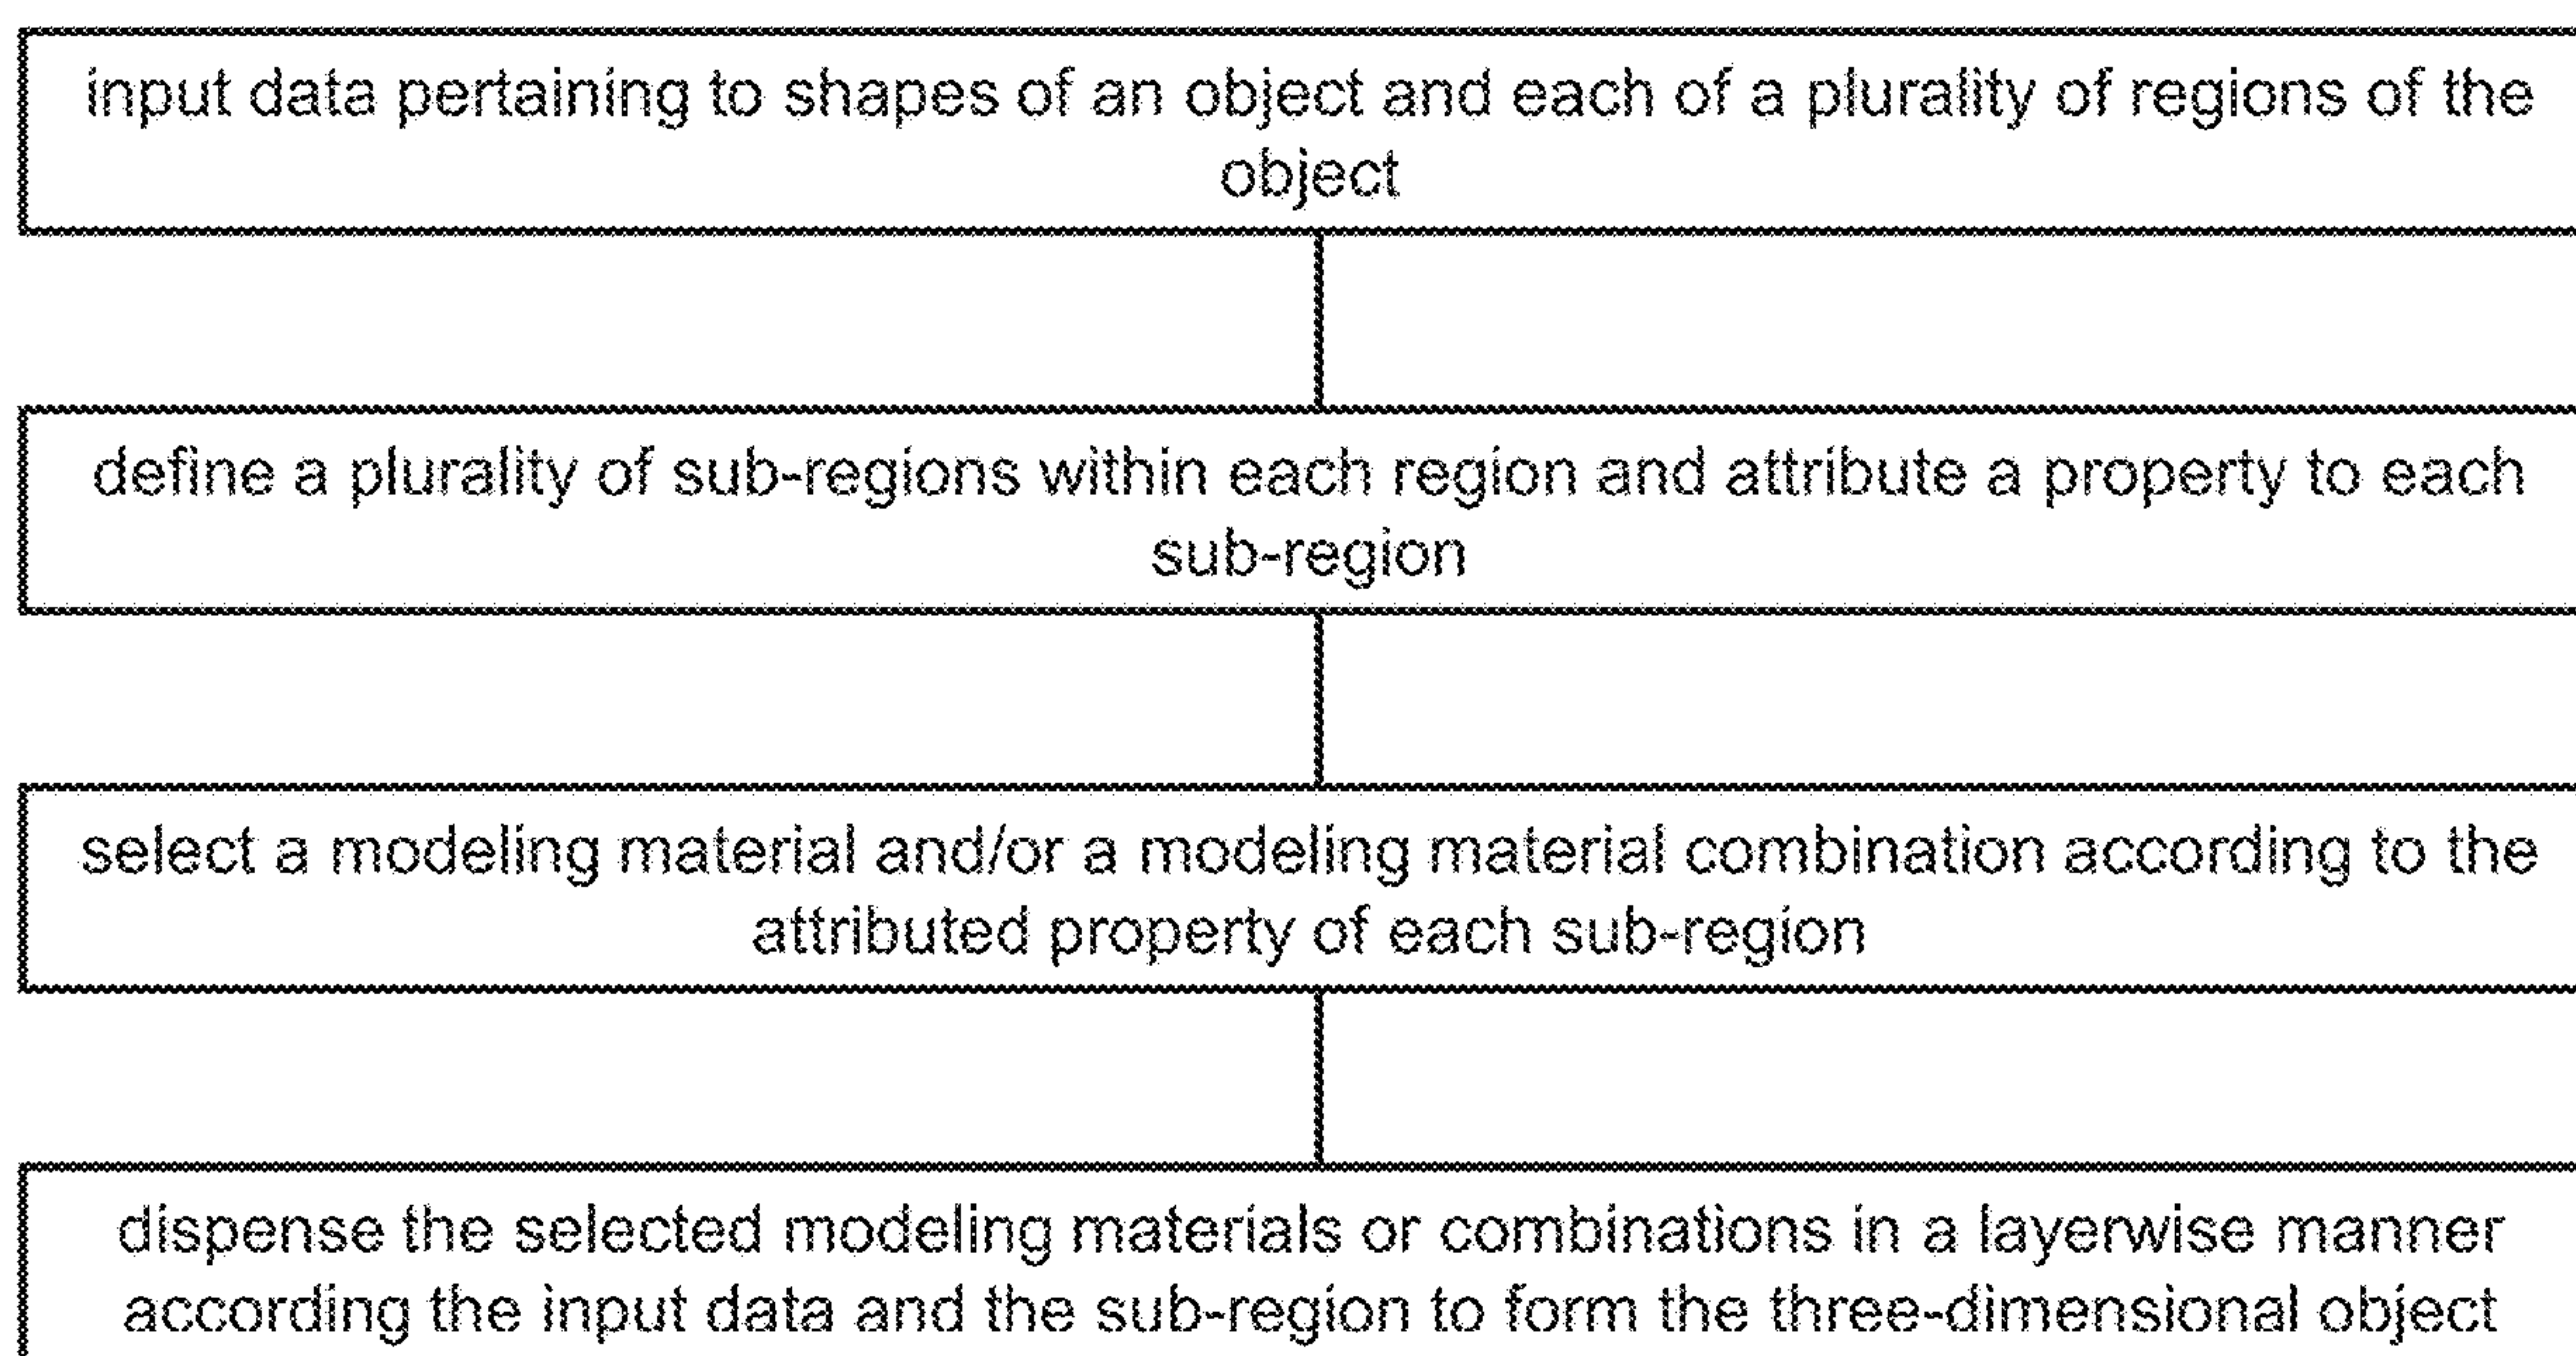 input data pertaining to shapes of an object and each of a plurality of regions of the
object
define a plurality of sub-regions within each region and attribute a property to each
sub-region
select a modeling material and/or a modeling material combination according to the
attributed property of each sub-region
dispense the selected modeling materials or combinations in a layerwise manner
according the input data and the sub-region to form the three-dimensional object